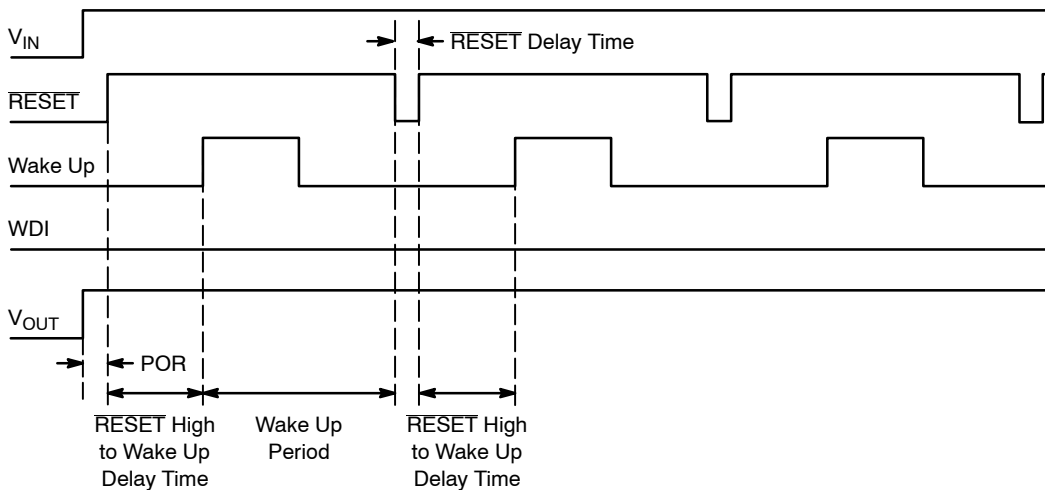 V_IN
RESET Delay Time
RESET
Wake Up
WDI
V_OUT
POR
RESET High
to Wake Up
Delay Time
Wake Up
Period
RESET High
to Wake Up
Delay Time